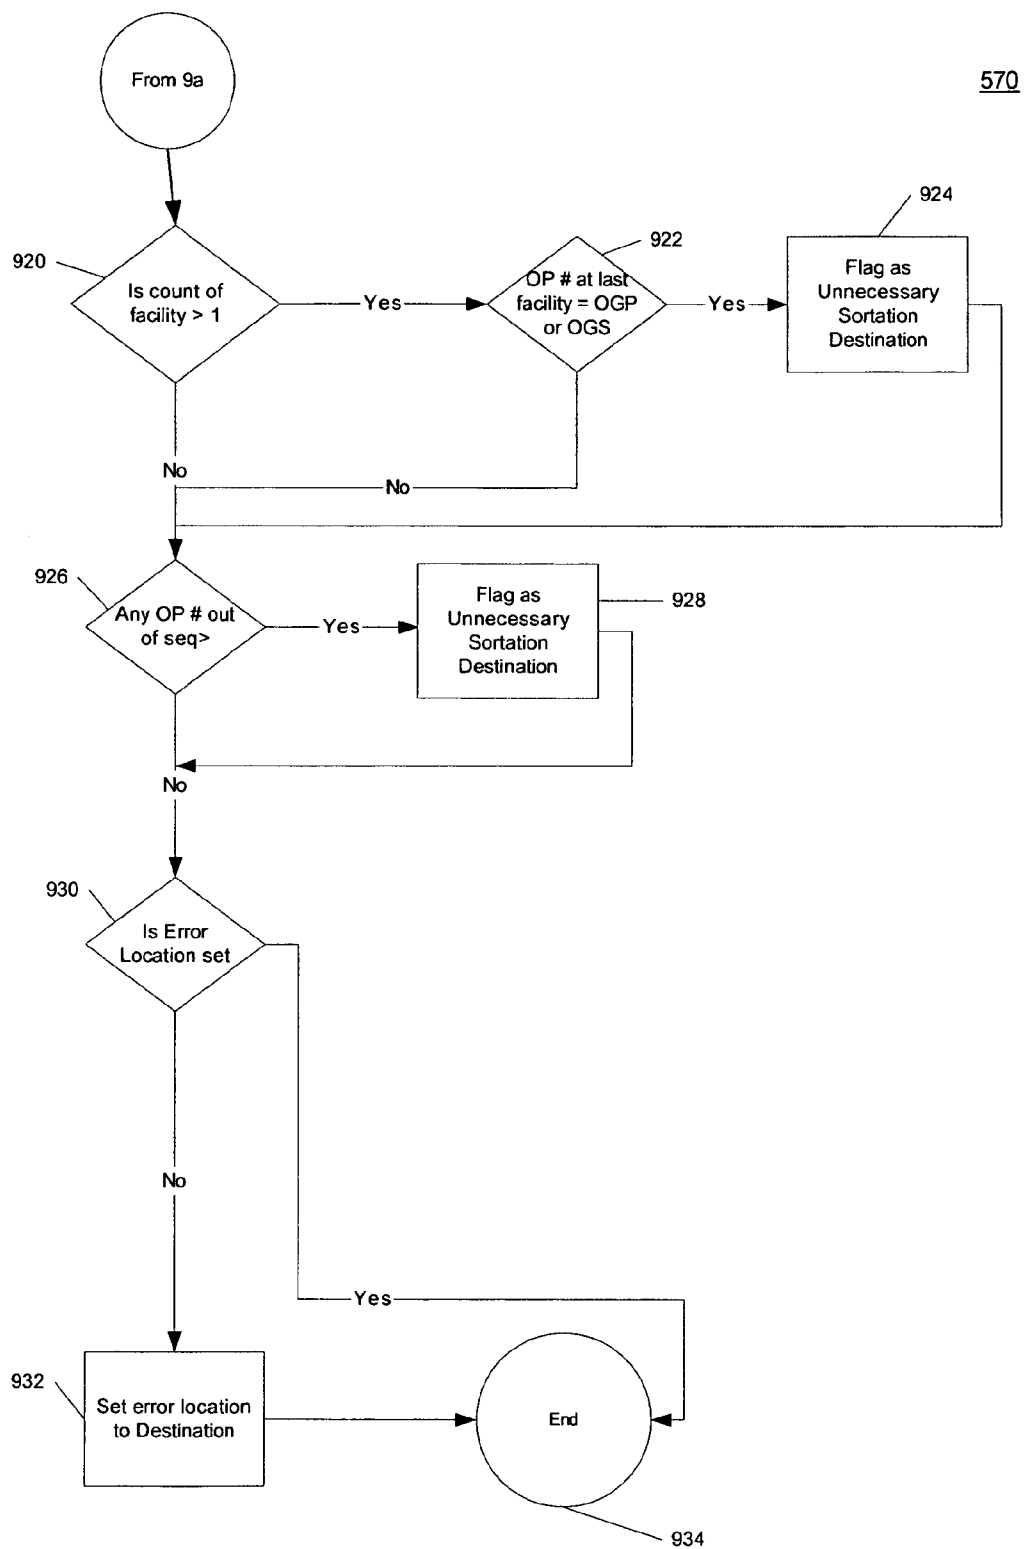 From 9a
570
924
920
922
Is count of
facility > 1
Yes
OP # at last
facility = OGP
or OGS
Yes
Flag as
Unnecessary
Sortation
Destination
No
No
926
Any OP # out
of seq>
Yes
Flag as
Unnecessary
Sortation
Destination
928
No
930
Is Error
Location set
No
Yes
932
Set error location
to Destination
End
934